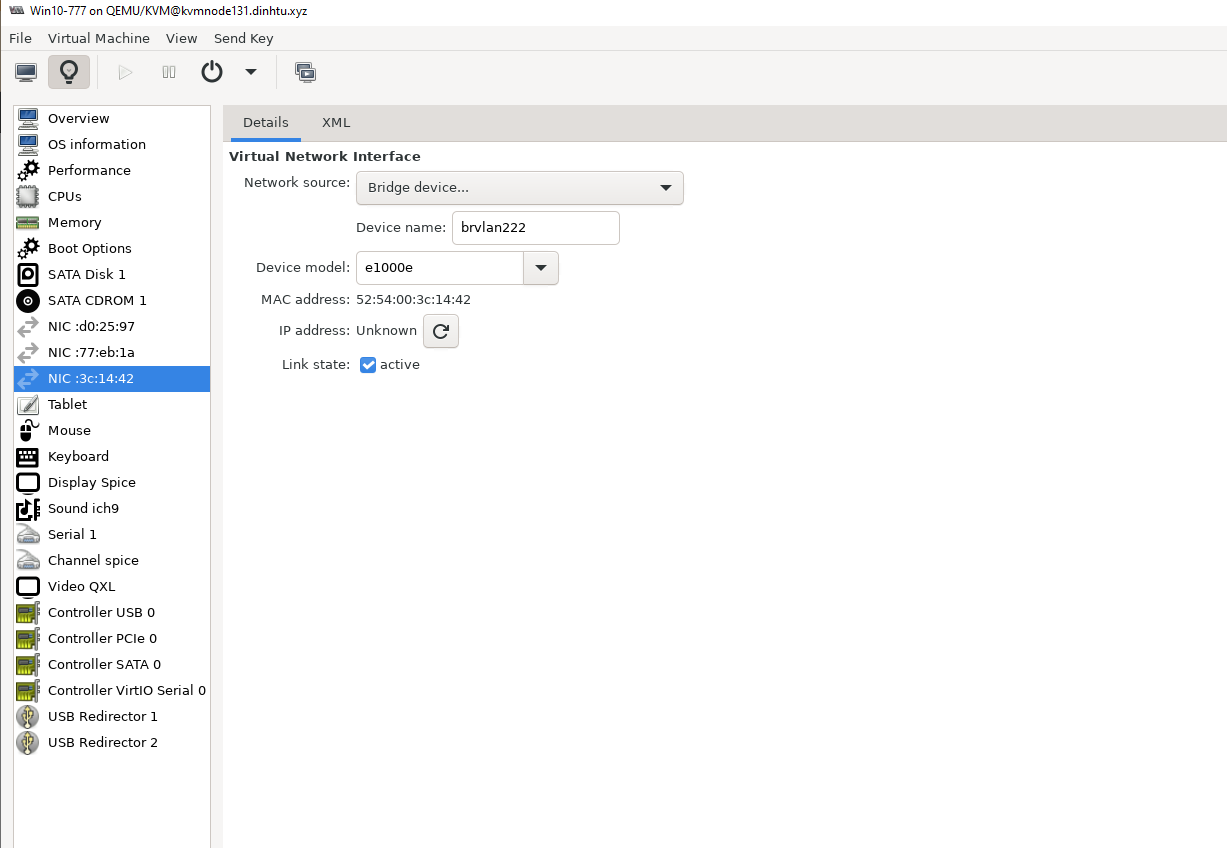 Win10-777 on QEMU/KVM@kvmnode131.dinhtu.xyz
File Virtual Machine View Send Key
Overview
OS information
Performance
CPUs
Memory
Boot Options
SATA Disk 1
SATA CDROM 1
NIC :d0:25:97
NIC :77:eb:1a
NIC :3c:14:42
Tablet
Mouse
Keyboard
Display Spice
Sound ich9
Serial 1
Channel spice
Video QXL
Controller USB 0
Controller PCIe 0
Controller SATA 0
Controller VirtIO Serial 0
USB Redirector 1
USB Redirector 2
Details XML
Virtual Network Interface
Network source: Bridge device...
Device name: brvlan222
Device model: e1000e
MAC address: 52:54:00:3c:14:42
IP address: Unknown
Link state: active